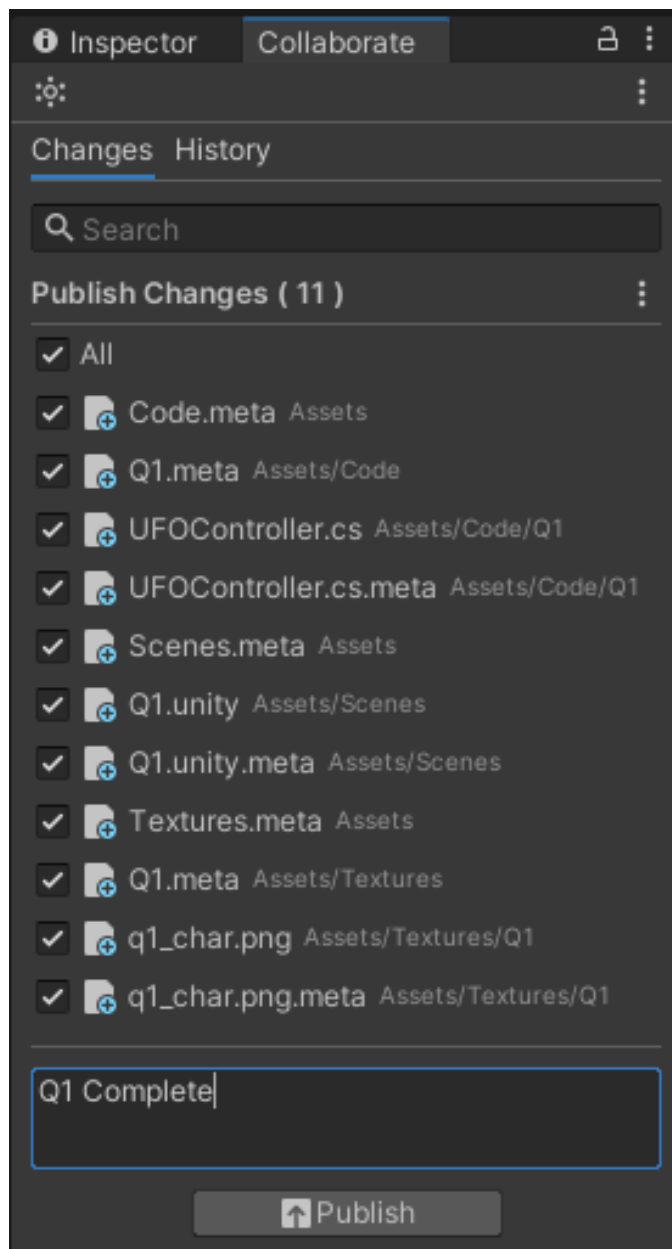 Inspector Collaborate
Changes History
Search
Publish Changes ( 11 )
All
Code.meta Assets
Q1.meta Assets/Code
UFOController.cs Assets/Code/Q1
UFOController.cs.meta Assets/Code/Q1
Scenes.meta Assets
Q1.unity Assets/Scenes
Q1.unity.meta Assets/Scenes
Textures.meta Assets
Q1.meta Assets/Textures
q1_char.png Assets/Textures/Q1
q1_char.png.meta Assets/Textures/Q1
Q1 Complete
Publish